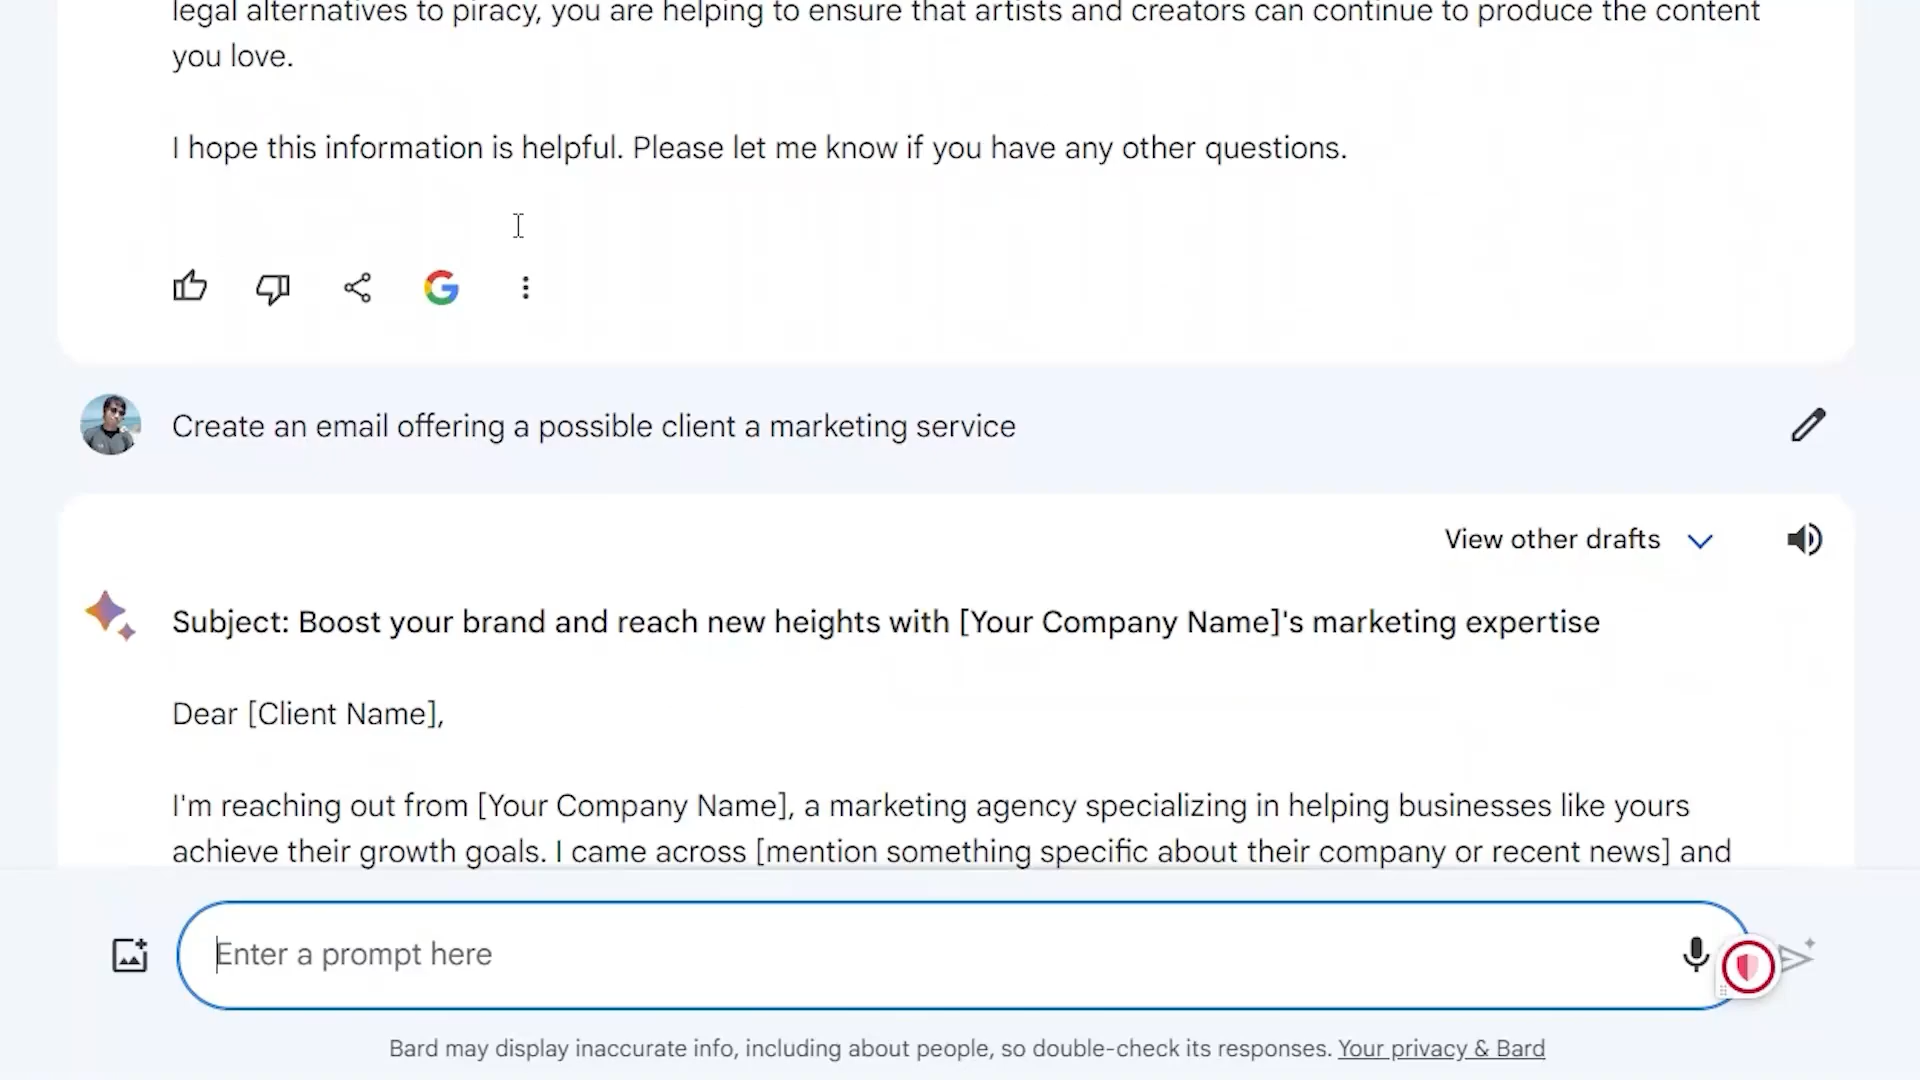 legal alternatives to piracy, you are helping to ensure that artists and creators can continue to produce the content
you love.
I hope this information is helpful. Please let me know if you have any other questions.
Create an email offering a possible client a marketing service
View other drafts
Subject: Boost your brand and reach new heights with [Your Company Name]'s marketing expertise
Dear [Client Name],
I'm reaching out from [Your Company Name], a marketing agency specializing in helping businesses like yours
achieve their growth goals. I came across [mention something specific about their company or recent news] and
Enter a prompt here
Bard may display inaccurate info, including about people, so double-check its responses. Your privacy & Bard